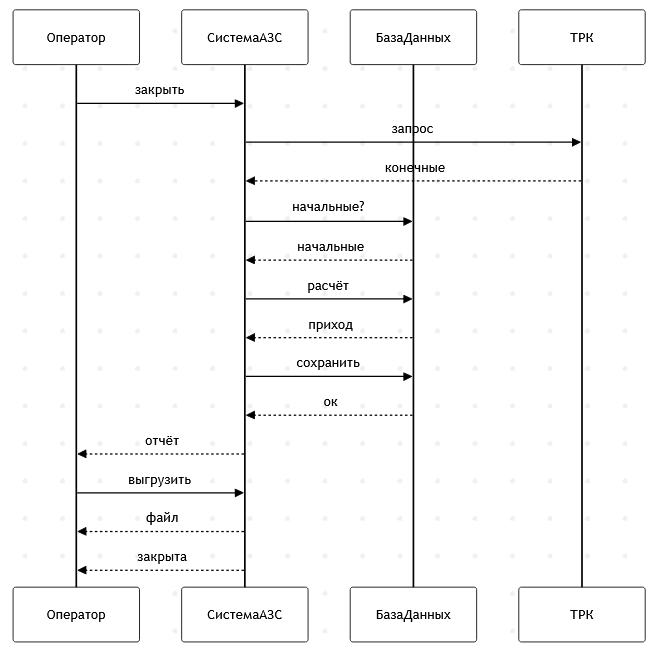 Оператор
СистемаАЗС
БазаДанных
ТРК
закрыть
запрос
конечные
начальные?
начальные
расчёт
приход
сохранить
ок
отчёт
выгрузить
файл
закрыта
Оператор
СистемаАЗС
БазаДанных
ТРК